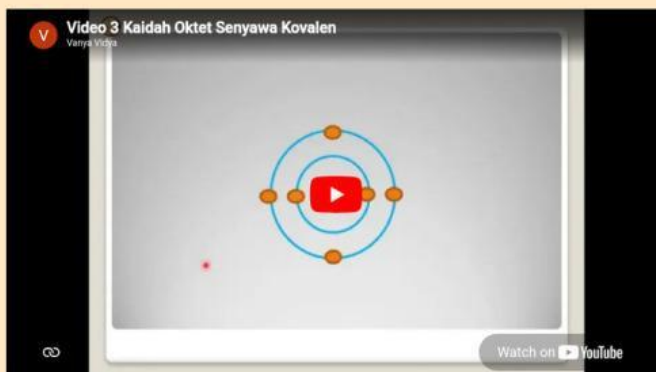 V
Video 3 Kaidah Oktet Senyawa Kovalen
Vanya Vidya
Watch on YouTube